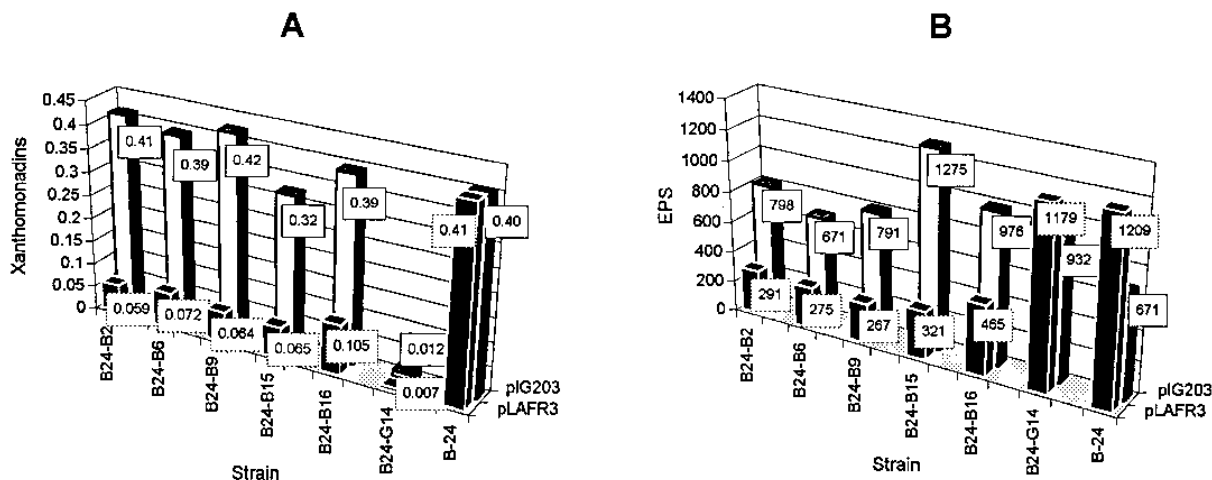 A
Xanthomonadins
0.45
0.4
0.35
0.3
0.25
0.2
0.15
0.1
0.05
0
0.41
0.39
0.42
0.32
0.39
0.012
0.40
0.059
0.072
0.064
0.065
0.105
0.007
0.41
B24-B2
B24-B6
B24-B9
B24-B15
B24-B16
B24-G14
B-24
pIG203
pLAFR3
Strain
B
EPS
1400
1200
1000
800
600
400
200
0
798
671
791
1275
976
932
671
291
275
267
321
465
1179
1209
B24-B2
B24-B6
B24-B9
B24-B15
B24-B16
B24-G14
B-24
pIG203
pLAFR3
Strain